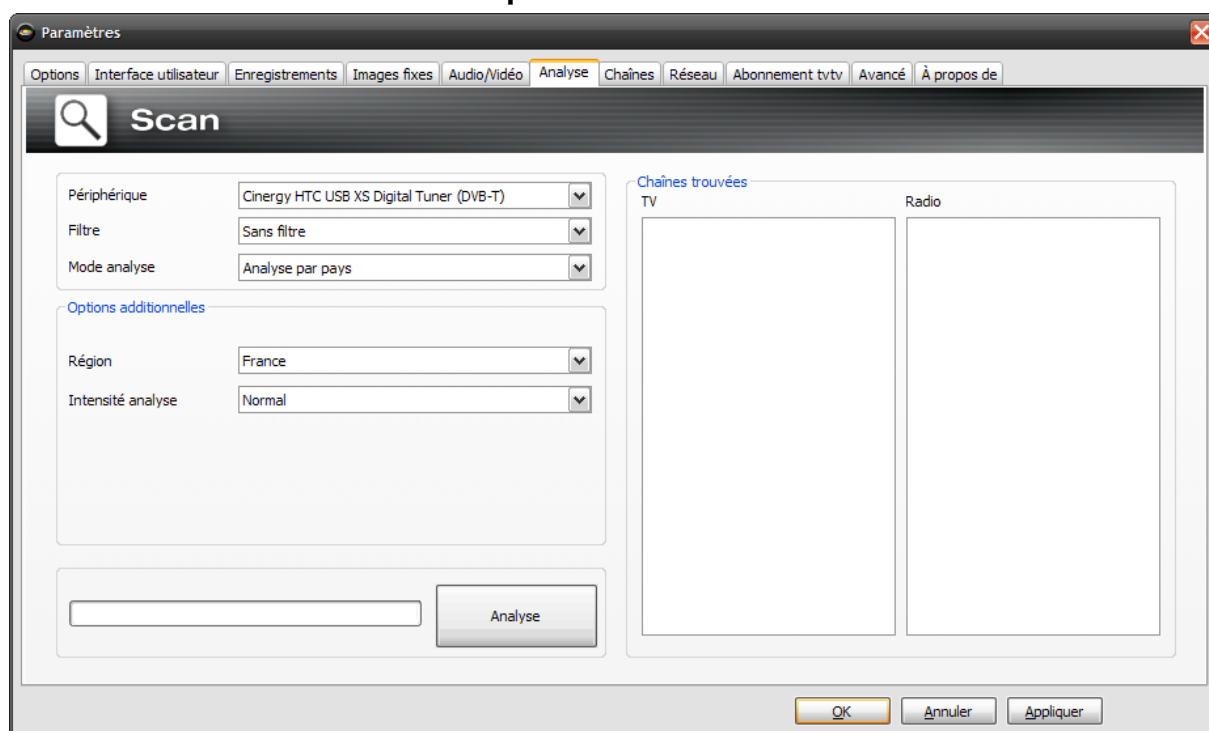 Paramètres
Options Interface utilisateur Enregistrements Images fixes Audio/Vidéo Analyse Chaînes Réseau Abonnement tvtv Avancé À propos de
Scan
Périphérique Cinergy HTC USB XS Digital Tuner (DVB-T)
Filtre Sans filtre
Mode analyse Analyse par pays
Options additionnelles
Région France
Intensité analyse Normal
Analyse
Chaînes trouvées
TV Radio
OK Annuler Appliquer